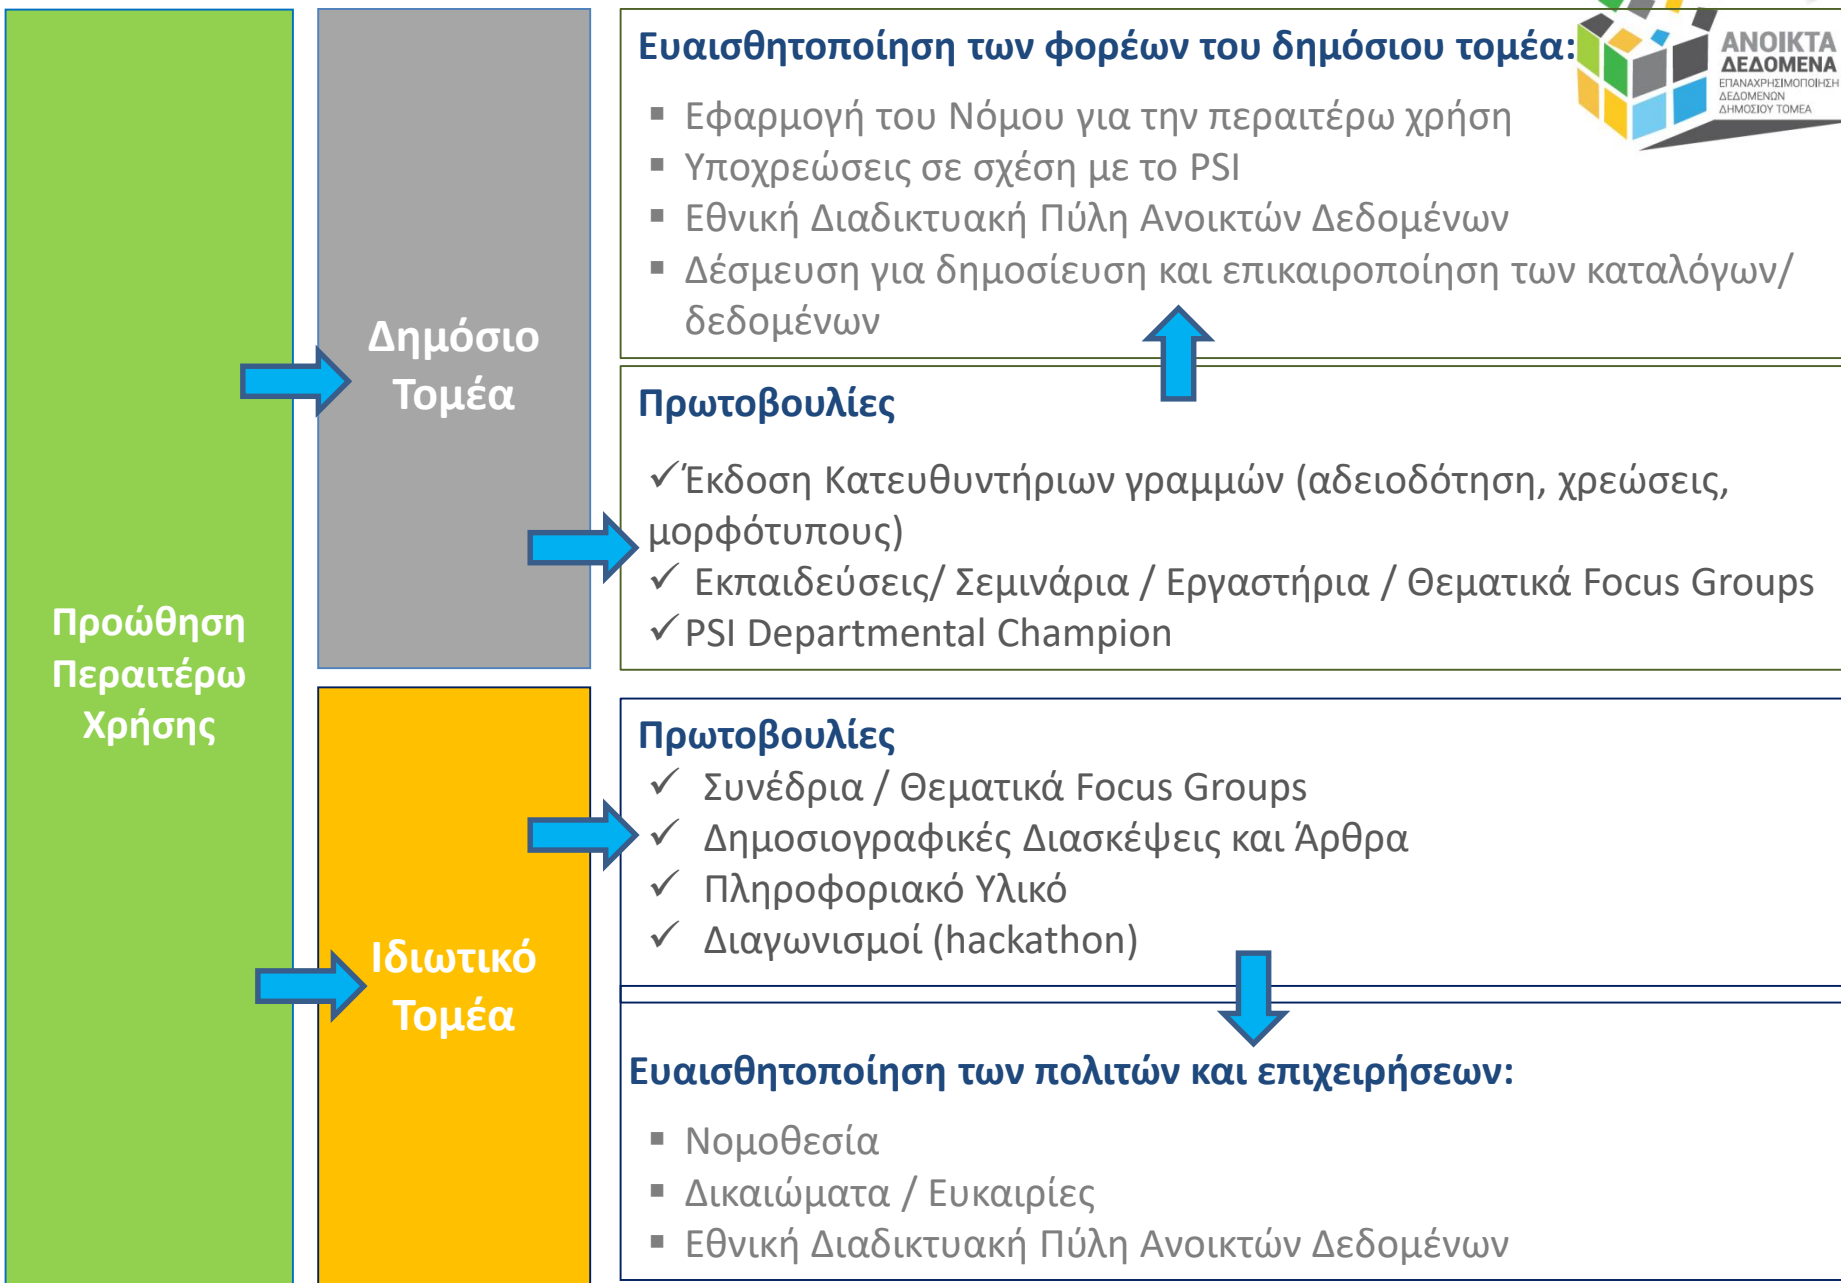 Προώθηση
Περαιτέρω
Χρήσης
Δημόσιο
Τομέα
Ευαισθητοποίηση των φορέων του δημόσιου τομέα:
▪ Εφαρμογή του Νόμου για την περαιτέρω χρήση
▪ Υποχρεώσεις σε σχέση με το PSI
▪ Εθνική Διαδικτυακή Πύλη Ανοικτών Δεδομένων
▪ Δέσμευση για δημοσίευση και επικαιροποίηση των καταλόγων/
δεδομένων
ΑΝΟΙΚΤΑ
ΔΕΔΟΜΕΝΑ
ΕΠΑΝΑΧΡΗΣΙΜΟΠΟΙΗΣΗ
ΔΕΔΟΜΕΝΩΝ
ΔΗΜΟΣΙΟΥ ΤΟΜΕΑ
Πρωτοβουλίες
✓Έκδοση Κατευθυντήριων γραμμών (αδειοδότηση, χρεώσεις,
μορφότυπους)
✓ Εκπαιδεύσεις/ Σεμινάρια / Εργαστήρια / Θεματικά Focus Groups
✓PSI Departmental Champion
Ιδιωτικό
Τομέα
Πρωτοβουλίες
✓ Συνέδρια / Θεματικά Focus Groups
✓ Δημοσιογραφικές Διασκέψεις και Άρθρα
✓ Πληροφοριακό Υλικό
✓ Διαγωνισμοί (hackathon)
Ευαισθητοποίηση των πολιτών και επιχειρήσεων:
▪ Νομοθεσία
▪ Δικαιώματα / Ευκαιρίες
▪ Εθνική Διαδικτυακή Πύλη Ανοικτών Δεδομένων